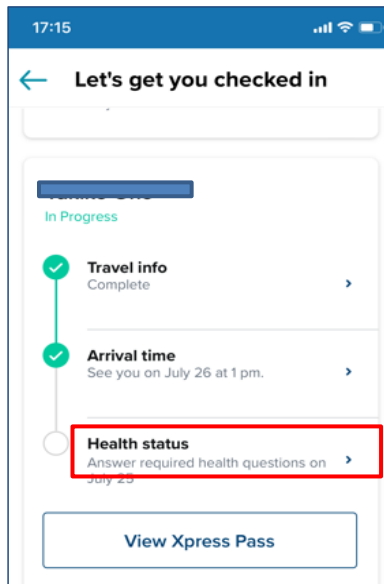 17:15
Let's get you checked in
In Progress
Travel info
Complete
Arrival time
See you on July 26 at 1 pm.
Health status
Answer required health questions on
July 25
View Xpress Pass